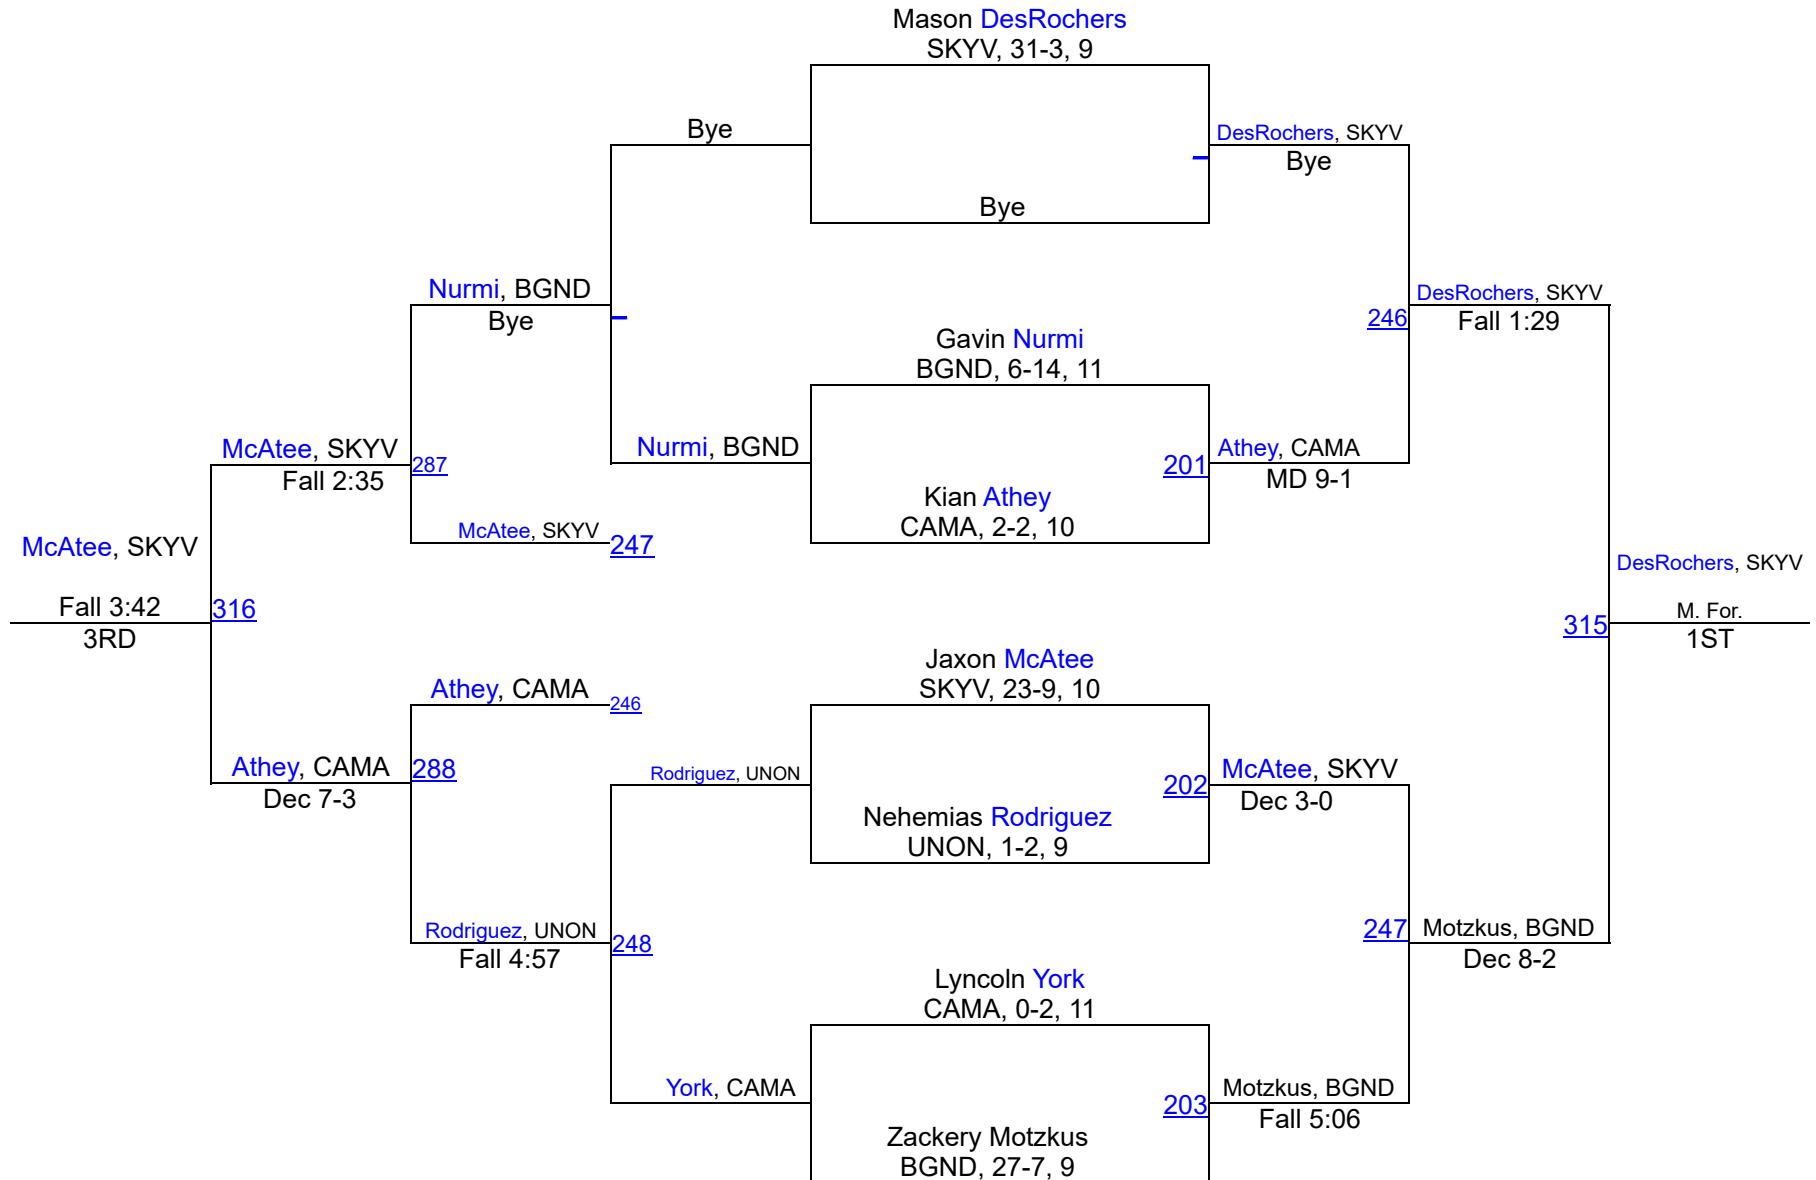 Mason DesRochers
SKYV, 31-3, 9
Bye
DesRochers, SKYV
Bye
Bye
Nurmi, BGND
Bye
DesRochers, SKYV
246
Fall 1:29
Gavin Nurmi
BGND, 6-14, 11
McAtee, SKYV
287
Fall 2:35
Nurmi, BGND
201
Athey, CAMA
MD 9-1
Kian Athey
CAMA, 2-2, 10
McAtee, SKYV
247
McAtee, SKYV
DesRochers, SKYV
Fall 3:42
316
3RD
315
M. For.
1ST
Jaxon McAtee
SKYV, 23-9, 10
Athey, CAMA
246
Athey, CAMA
288
Dec 7-3
Rodriguez, UNON
202
McAtee, SKYV
Dec 3-0
Nehemias Rodriguez
UNON, 1-2, 9
Rodriguez, UNON
248
Fall 4:57
247
Motzkus, BGND
Dec 8-2
Lyncoln York
CAMA, 0-2, 11
York, CAMA
203
Motzkus, BGND
Fall 5:06
Zackery Motzkus
BGND, 27-7, 9